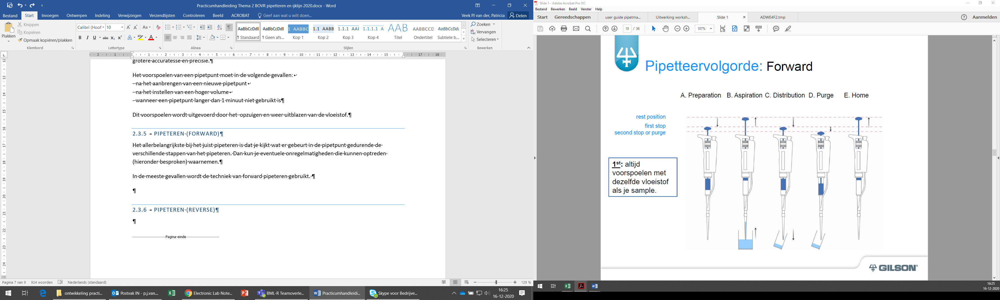 Practicumhandleiding Thema 2 BOVR pipetteren en ijklijn 2020.docx - Word
Bestand Start Invoegen Ontwerpen Indeling Verwijzingen Verzendlijsten Controleren Beeld ACROBAT Geef aan wat u wilt doen... Veek PJ van der, Patricia Delen
Plakken
Knippen
Kopiëren
Opmaak kopiëren/plakken
Klembord
Calibri (Hoof 10
Lettertype
Alinea
AaBbCcDdE AaBbCcDdE 1 AABBC 1.1 AABB 1.1.1 AAI 1.1.1.1 A AAB AABBCCD AaBbCcDdI
¶ Standaard ¶ Geen afs... Kop 1 Kop 2 Kop 3 Kop 4 Titel Ondertitel Subtiele b...
Stijlen
Zoeken
Vervangen
Selecteren
Bewerken
2 1 1 2 3 4 5 6 7 8 9 10 11 12 13 14 15 17 18
12 13 14 15 16 17 18 19 20 21 22 23 24
grotere·accuratesse·en·precisie.¶
Het·voorspoelen·van·een·pipetpunt·moet·in·de·volgende·gevallen:↵
-·na·het·aanbrengen·van·een·nieuwe·pipetpunt↵
-·na·het·instellen·van·een·hoger·volume↵
-·wanneer·een·pipetpunt·langer·dan·1·minuut·niet·gebruikt·is¶
Dit·voorspoelen·wordt·uitgevoerd·door·het··opzuigen·en·weer·uitblazen·van·de·vloeistof.¶
2.3.5 → PIPETEREN·(FORWARD)¶
Het·allerbelangrijkste·bij·het·juist·pipeteren·is·dat·je·kijkt·wat·er·gebeurt·in·de·pipetpunt·gedurende·de·
verschillende·stappen·van·het·pipeteren.·Dan·kun·je·eventuele·onregelmatigheden·die·kunnen·optreden·
(hieronder·besproken)·waarnemen.¶
In·de·meeste·gevallen·wordt·de·techniek·van·forward·pipeteren·gebruikt.·¶
¶
2.3.6 → PIPETEREN·(REVERSE)¶
¶
Pagina-einde
Pagina 7 van 9 924 woorden Nederlands (standaard) 129 %
ontwikkeling practi... Postvak IN - p.j.van.... Electronic Lab Note... BML-R Teamoverle... Practicumhandleidi... Skype voor Bedrijve...
16:25
16-12-2020
Slide 1 - Adobe Acrobat Pro DC
Bestand Bewerken Beeld Venster Help
Start Gereedschappen user guide pipetma... Uitwerking worksh... Slide 1 × ADWE4F2.tmp Aanmelden
18 / 36 107%
Pipetteervolgorde: Forward
A. Preparation B. Aspiration C. Distribution D. Purge E. Home
rest position
first stop
second stop or purge
1st: altijd
voorspoelen met
dezelfde vloeistof
als je sample.
GILSON®
16:25
16-12-2020